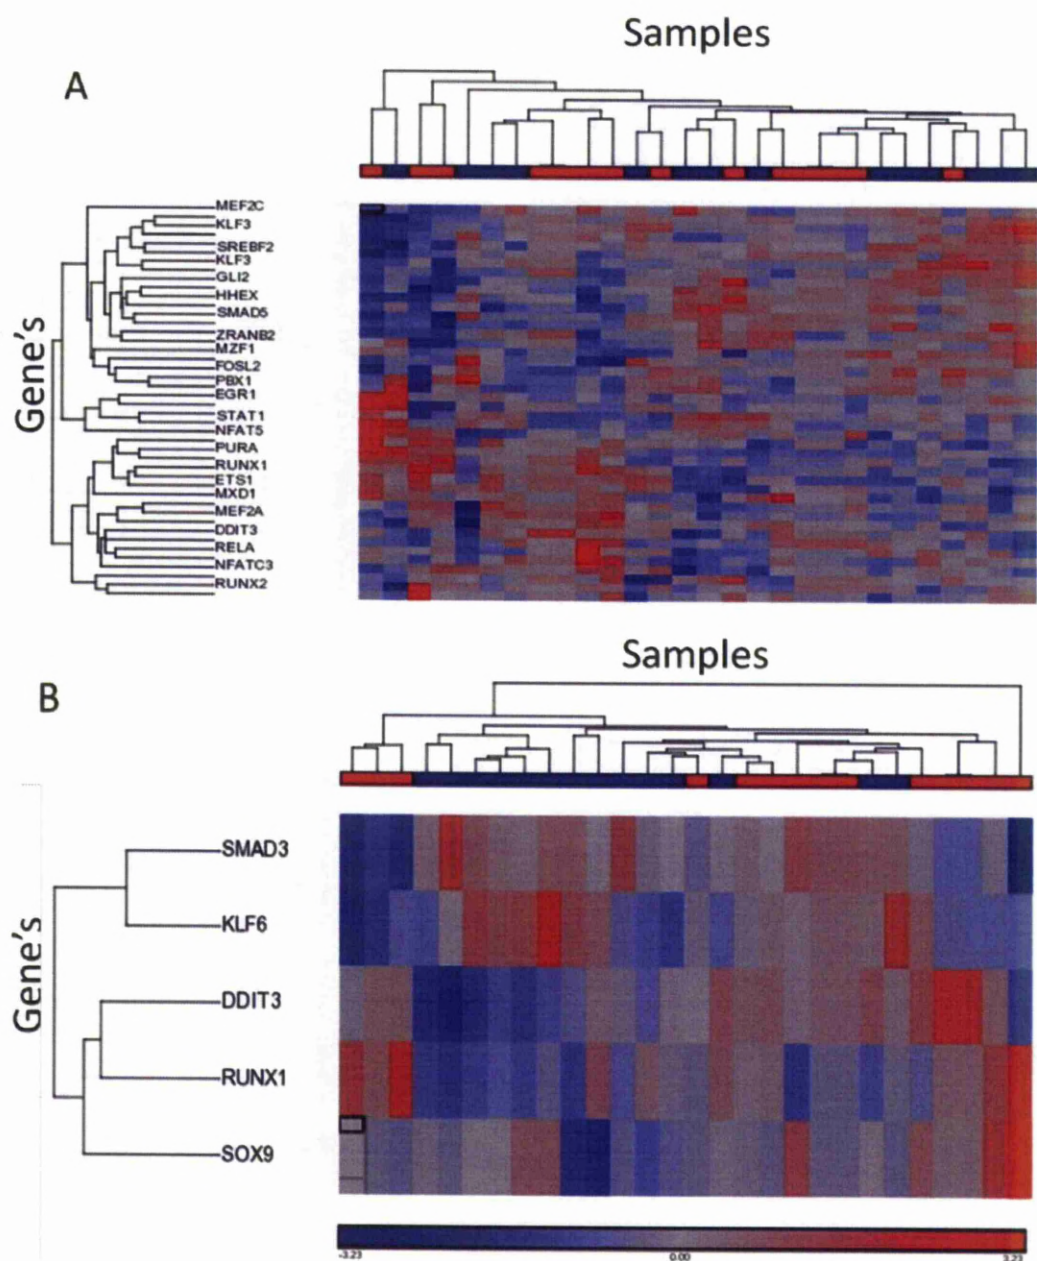 Samples
A
Gene's
MEF2C
KLF3
SREBF2
KLF3
GLI2
HHEX
SMAD5
ZRANB2
MZF1
FOSL2
PBX1
EGR1
STAT1
NFAT5
PURA
RUNX1
ETS1
MXD1
MEF2A
DDIT3
RELA
NFATC3
RUNX2
Samples
B
Gene's
SMAD3
KLF6
DDIT3
RUNX1
SOX9
-3.23 0.00 3.23